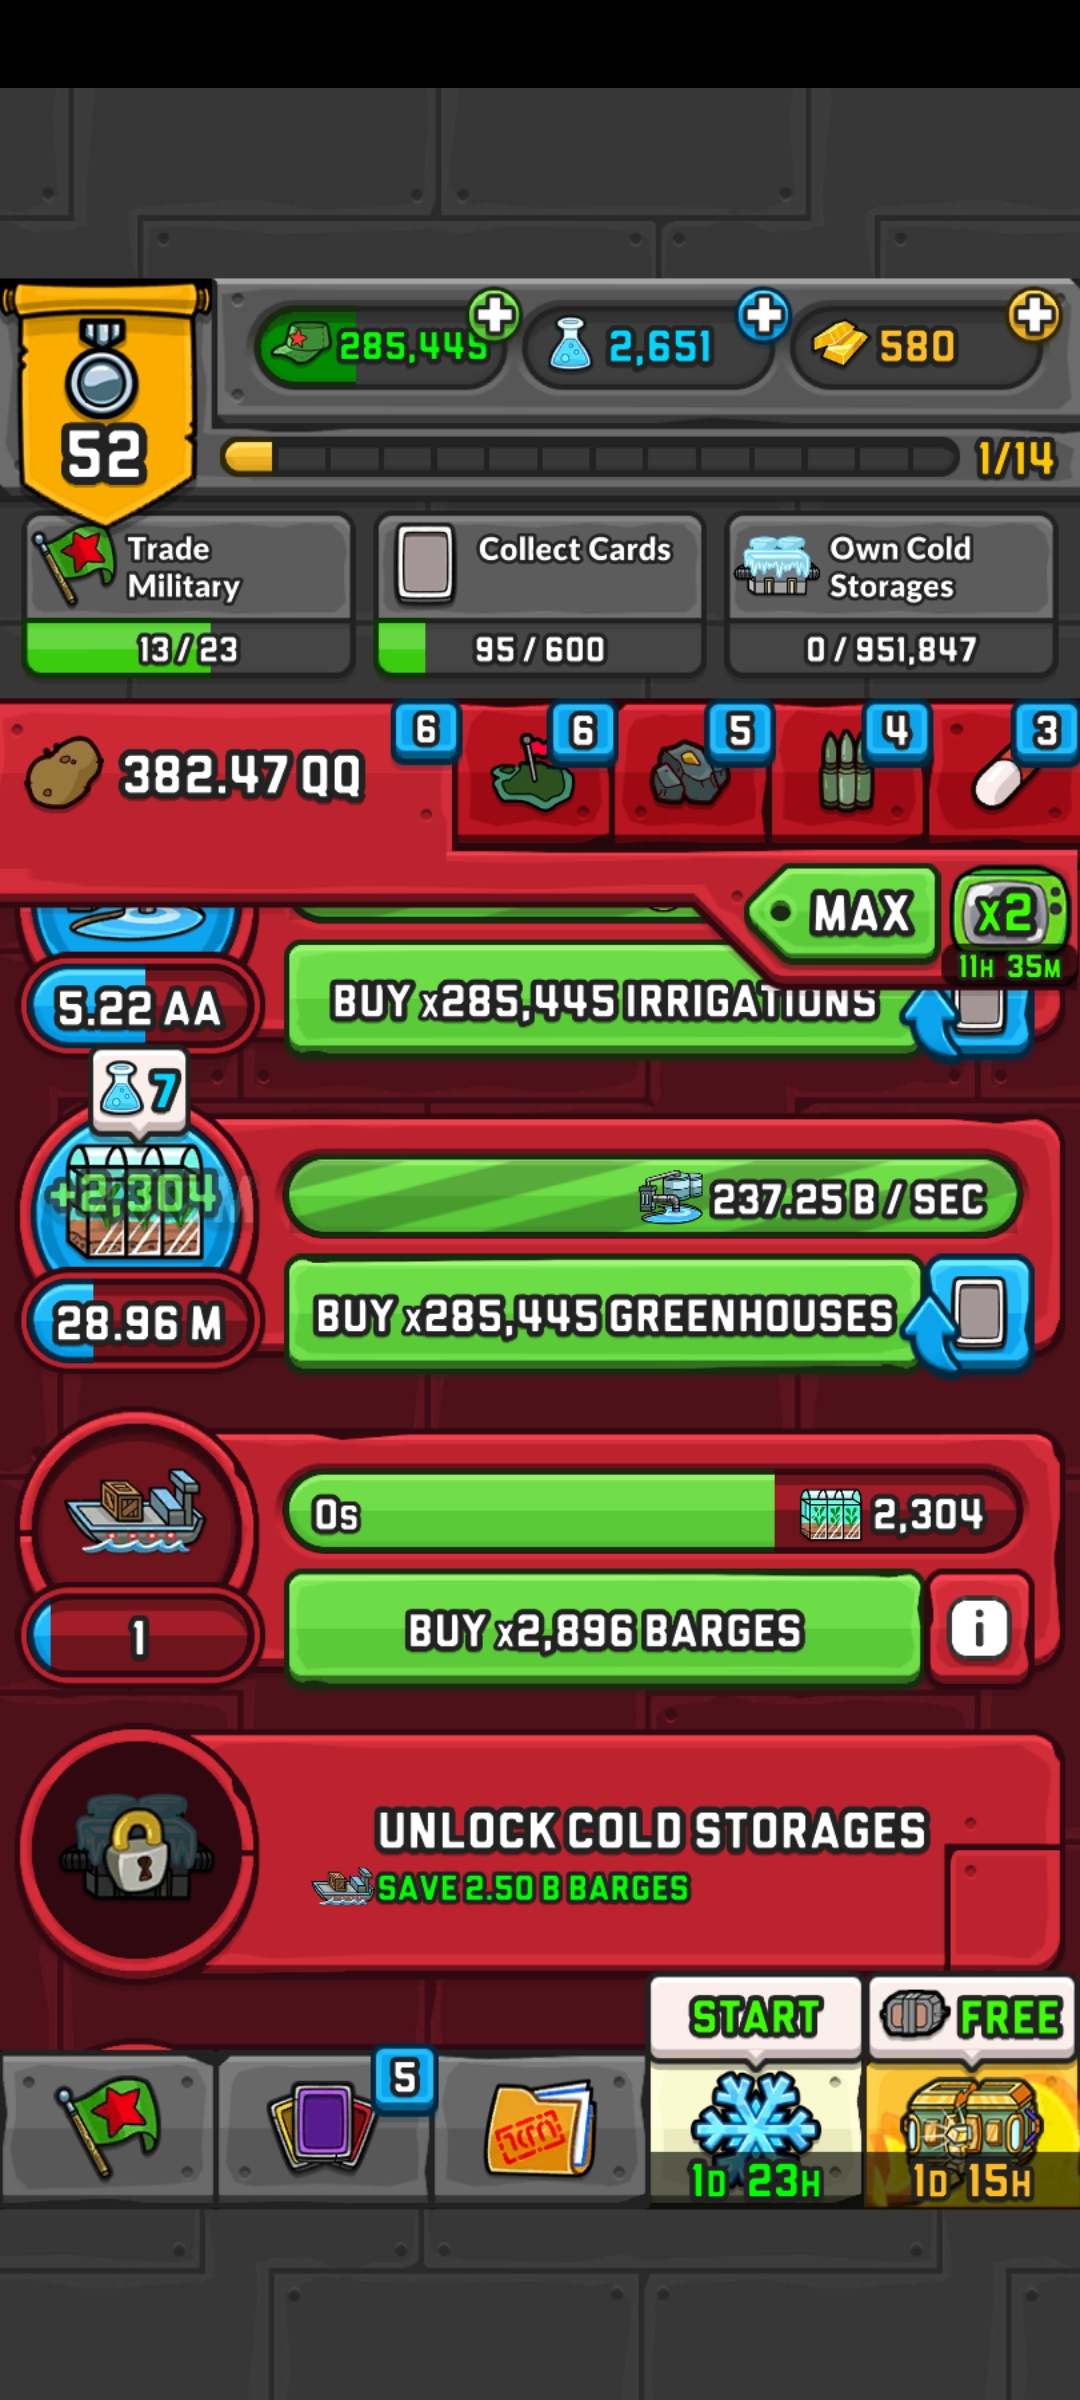 285,445
2,651
580
52
1/14
Trade
Military
13/23
Collect Cards
95/600
Own Cold
Storages
0/951,847
382.47 QQ
6
6
5
4
3
MAX
x2
11H 35M
5.22 AA
BUY x285,445 IRRIGATIONS
7
+2,304
237.25 B / SEC
28.96 M
BUY x285,445 GREENHOUSES
0s
2,304
1
BUY x2,896 BARGES
i
UNLOCK COLD STORAGES
SAVE 2.50 B BARGES
START
FREE
5
1D 23H
1D 15H